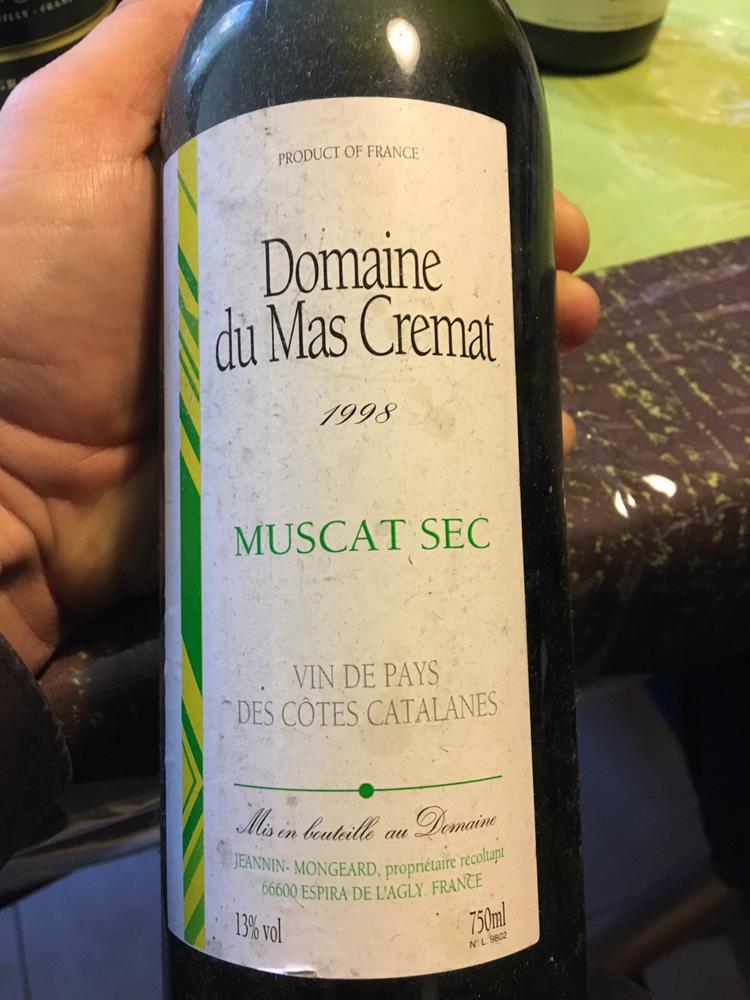 PRODUCT OF FRANCE
Domaine
du Mas Cremat
1998
MUSCAT SEC
VIN DE PAYS
DES CÔTES CATALANES
Mis en bouteille au Domaine
JEANNIN- MONGEARD, propriétaire récoltant
66600 ESPIRA DE L'AGLY. FRANCE
13% vol
750ml
N° L. 9802